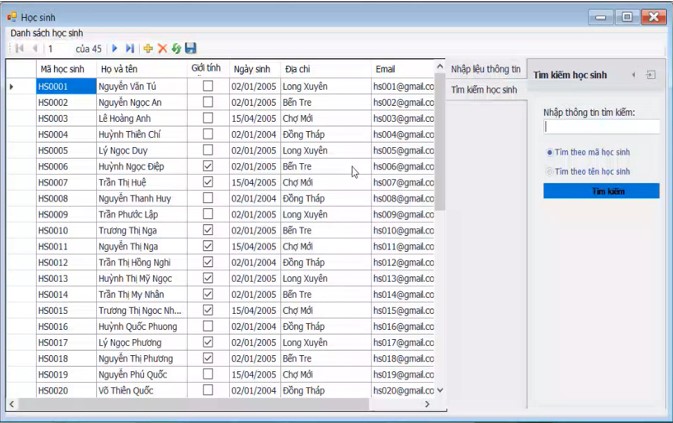 Học sinh
Danh sách học sinh
1 của 45
Mã học sinh Họ và tên Giới tính Ngày sinh Địa chỉ Email
HS0001 Nguyễn Văn Tú 02/01/2005 Long Xuyên hs001@gmail.co
HS0002 Nguyễn Ngọc An 02/01/2005 Bến Tre hs002@gmail.co
HS0003 Lê Hoàng Anh 15/04/2005 Chợ Mới hs003@gmail.co
HS0004 Huỳnh Thiên Chí 02/01/2004 Đồng Tháp hs004@gmail.co
HS0005 Lý Ngọc Duy 02/01/2005 Long Xuyên hs005@gmail.co
HS0006 Huỳnh Ngọc Điệp 02/01/2005 Bến Tre hs006@gmail.co
HS0007 Trần Thị Huệ 15/04/2005 Chợ Mới hs007@gmail.co
HS0008 Nguyễn Thanh Huy 02/01/2004 Đồng Tháp hs008@gmail.co
HS0009 Trần Phước Lập 02/01/2005 Long Xuyên hs009@gmail.co
HS0010 Trương Thị Nga 02/01/2005 Bến Tre hs010@gmail.co
HS0011 Nguyễn Thị Nga 15/04/2005 Chợ Mới hs011@gmail.co
HS0012 Trần Thị Hồng Nghi 02/01/2004 Đồng Tháp hs012@gmail.co
HS0013 Huỳnh Thị Mỹ Ngọc 02/01/2005 Long Xuyên hs013@gmail.co
HS0014 Trần Thị My Nhân 02/01/2005 Bến Tre hs014@gmail.co
HS0015 Trương Thị Ngọc Nh... 15/04/2005 Chợ Mới hs015@gmail.co
HS0016 Huỳnh Quốc Phuong 02/01/2004 Đồng Tháp hs016@gmail.co
HS0017 Lý Ngọc Phương 02/01/2005 Long Xuyên hs017@gmail.co
HS0018 Nguyễn Thị Phương 02/01/2005 Bến Tre hs018@gmail.co
HS0019 Nguyễn Phú Quốc 15/04/2005 Chợ Mới hs019@gmail.co
HS0020 Võ Thiên Quốc 02/01/2004 Đồng Tháp hs020@gmail.co
Nhập liệu thông tin
Tìm kiếm học sinh
Tìm kiếm học sinh
Nhập thông tin tìm kiếm:
Tìm theo mã học sinh
Tìm theo tên học sinh
Tìm kiếm